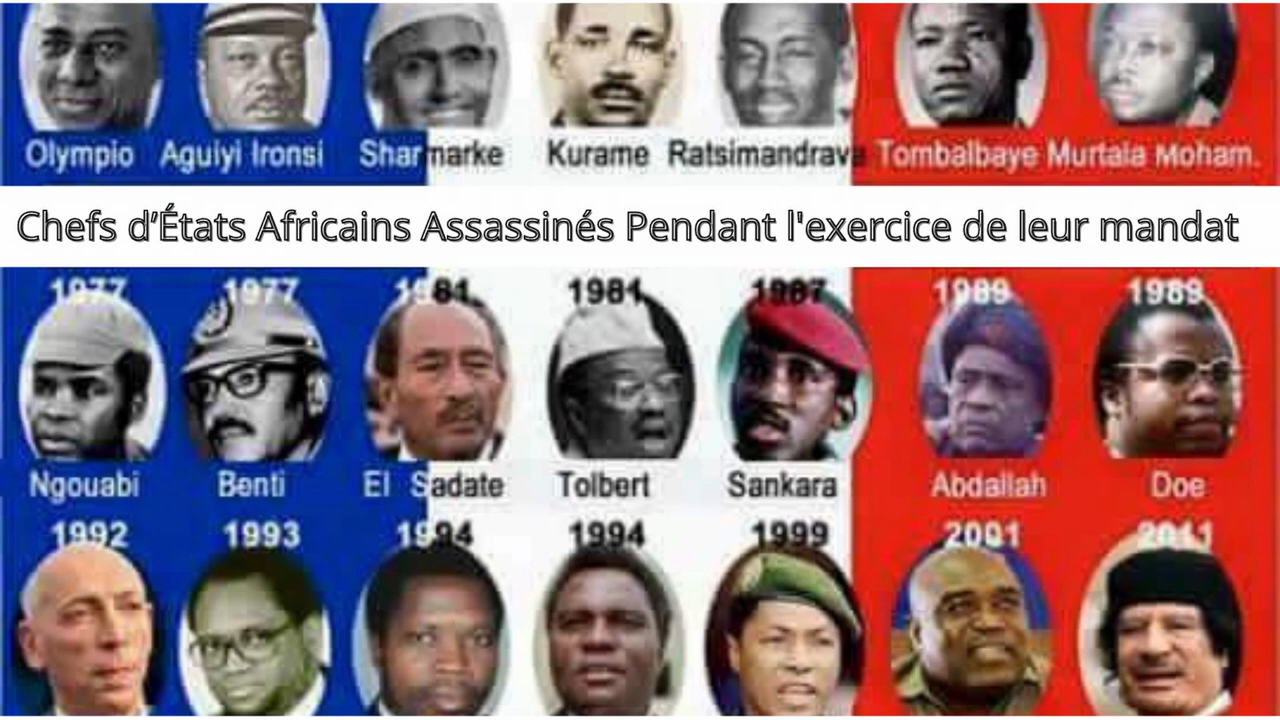 Olympio Aguiyi Ironsi Sharmarke Kurame Ratsimandrava Tombalbaye Murtala Moham.
Chefs d’États Africains Assassinés Pendant l'exercice de leur mandat
1977 1977 1981 1981 1987 1989 1989
Ngouabi Benti El Sadate Tolbert Sankara Abdallah Doe
1992 1993 1994 1994 1999 2001 2011